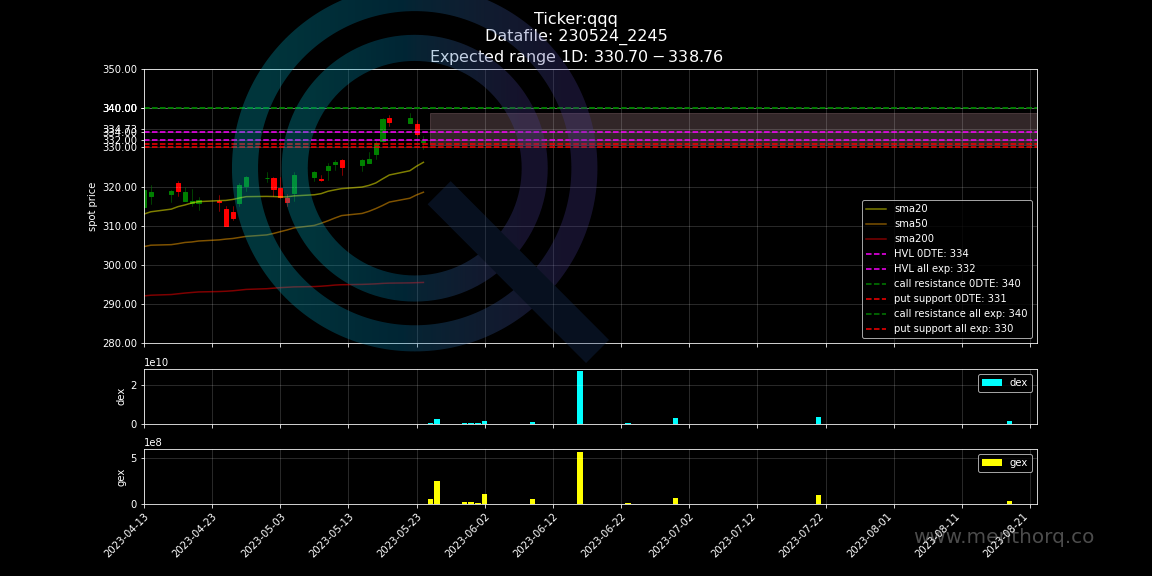 Ticker:qqq
Datafile: 230524_2245
Expected range 1D: 330.70 − 338.76
350.00
340.00
334.73
330.00
320.00
310.00
300.00
290.00
280.00
spot price
sma20
sma50
sma200
HVL 0DTE: 334
HVL all exp: 332
call resistance 0DTE: 340
put support 0DTE: 331
call resistance all exp: 340
put support all exp: 330
1e10
2
0
dex
dex
1e8
5
0
gex
gex
2023-04-13
2023-04-23
2023-05-03
2023-05-13
2023-05-23
2023-06-02
2023-06-12
2023-06-22
2023-07-02
2023-07-12
2023-07-22
2023-08-01
2023-08-11
2023-08-21
www.menthorq.co